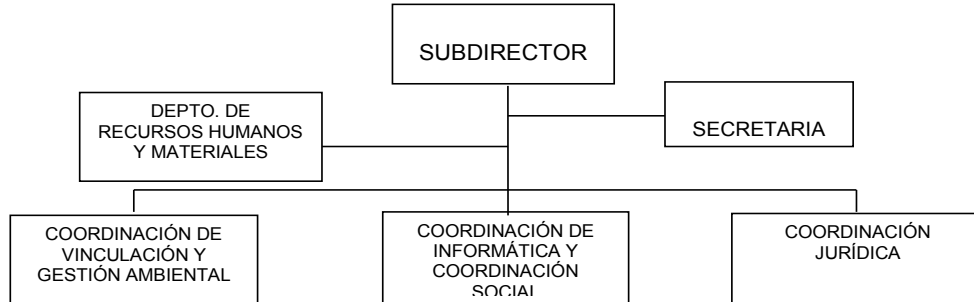 SUBDIRECTOR
DEPTO. DE
RECURSOS HUMANOS
Y MATERIALES
SECRETARIA
COORDINACIÓN DE
VINCULACIÓN Y
GESTIÓN AMBIENTAL
COORDINACIÓN DE
INFORMÁTICA Y
COORDINACIÓN
SOCIAL
COORDINACIÓN
JURÍDICA